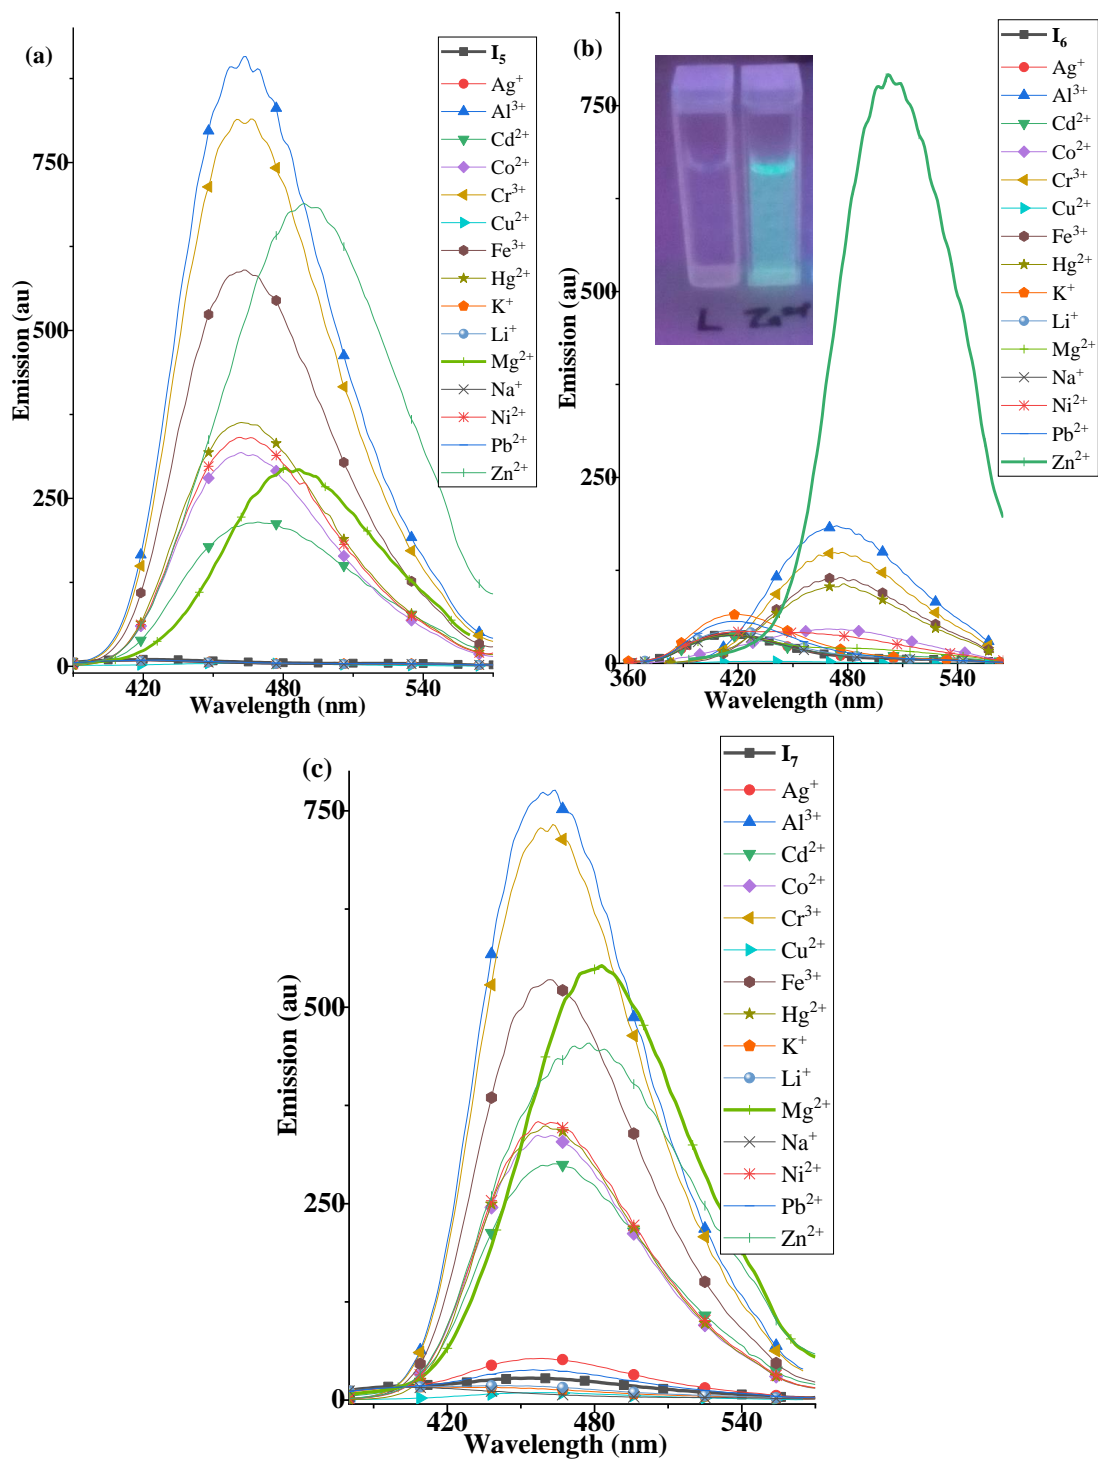 (a)
I5
Ag+
Al3+
Cd2+
Co2+
Cr3+
Cu2+
Fe3+
Hg2+
K+
Li+
Mg2+
Na+
Ni2+
Pb2+
Zn2+
Emission (au)
750
500
250
0
420
480
540
Wavelength (nm)
(b)
I6
Ag+
Al3+
Cd2+
Co2+
Cr3+
Cu2+
Fe3+
Hg2+
K+
Li+
Mg2+
Na+
Ni2+
Pb2+
Zn2+
L
Zn2+
Emission (au)
750
500
250
0
360
420
480
540
Wavelength (nm)
(c)
I7
Ag+
Al3+
Cd2+
Co2+
Cr3+
Cu2+
Fe3+
Hg2+
K+
Li+
Mg2+
Na+
Ni2+
Pb2+
Zn2+
Emission (au)
750
500
250
0
420
480
540
Wavelength (nm)